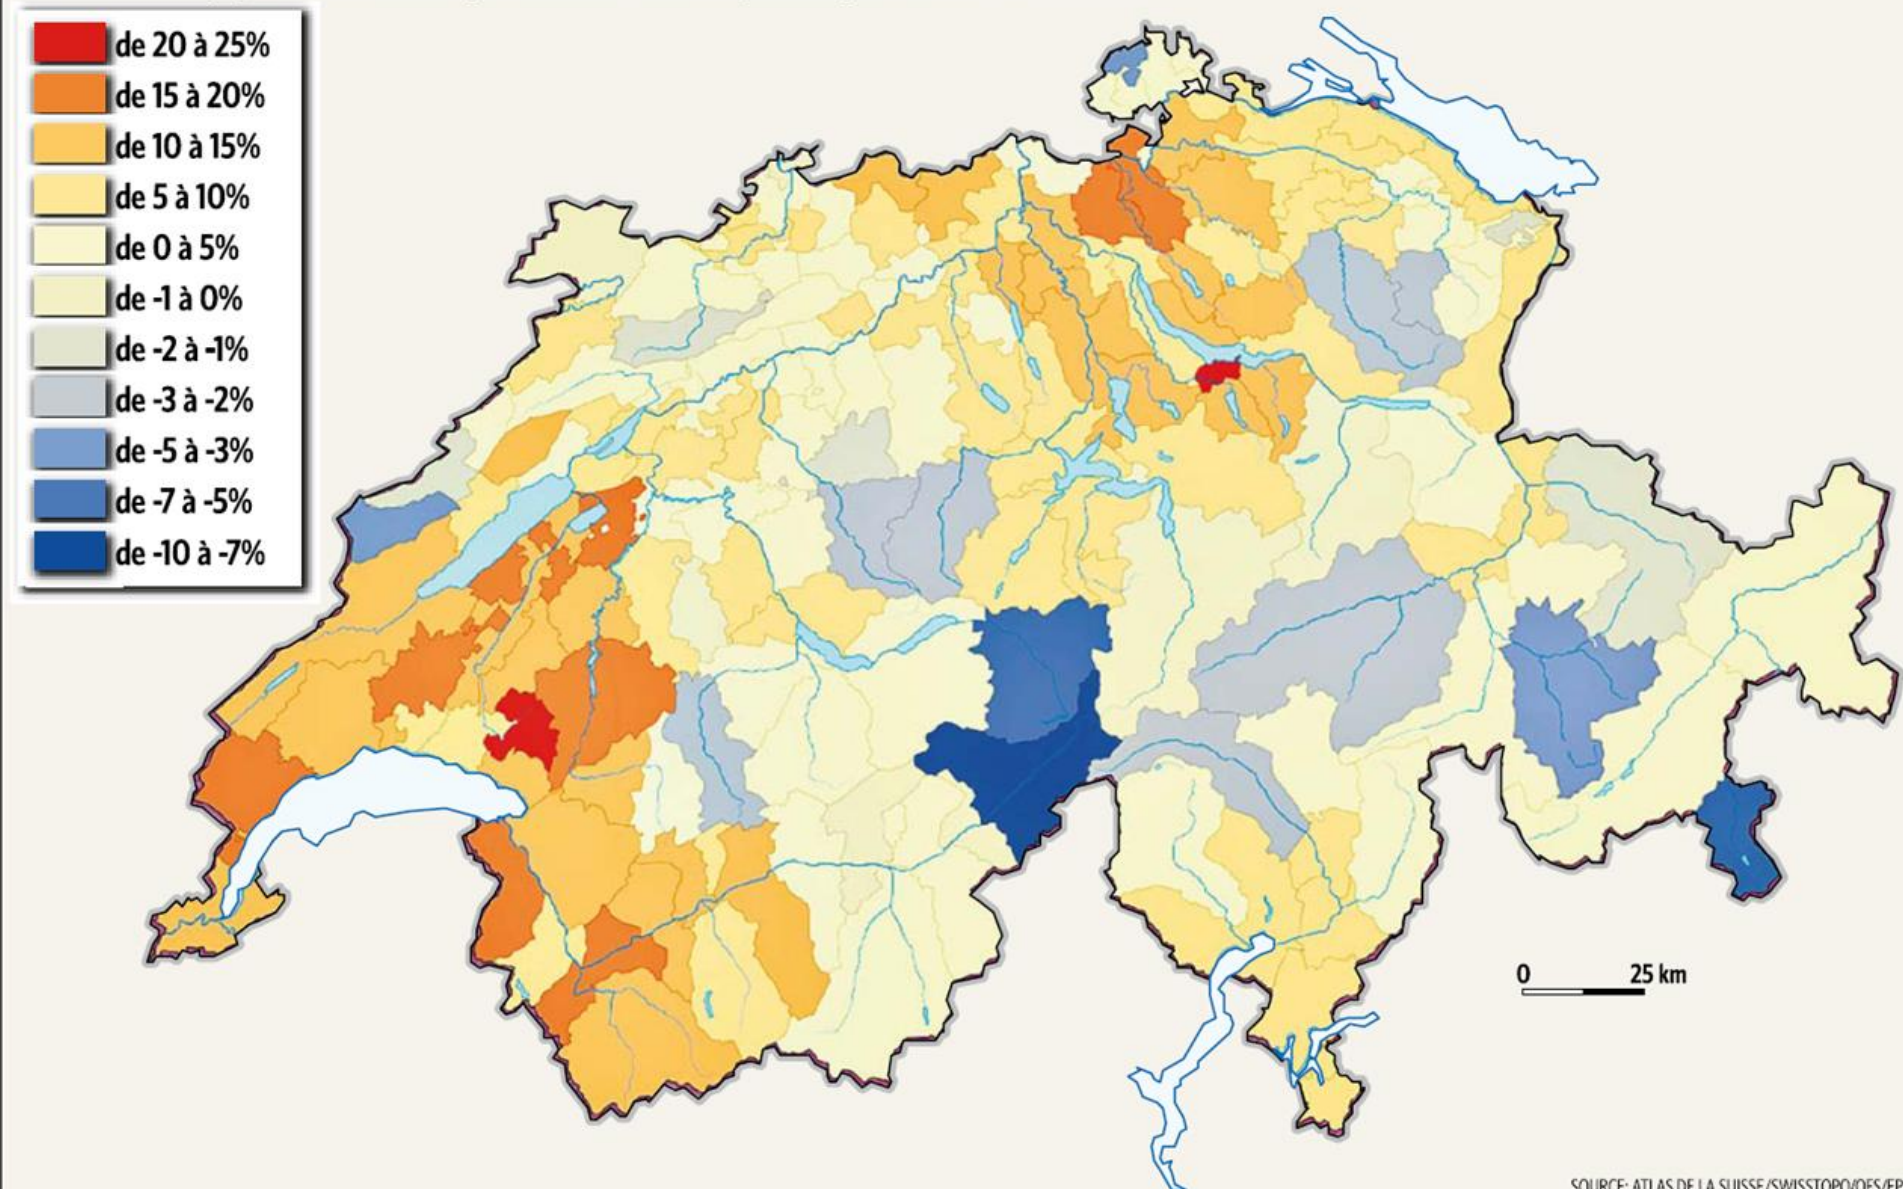 de 20 à 25%
de 15 à 20%
de 10 à 15%
de 5 à 10%
de 0 à 5%
de -1 à 0%
de -2 à -1%
de -3 à -2%
de -5 à -3%
de -7 à -5%
de -10 à -7%
0 25 km
SOURCE: ATLAS DE LA SUISSE/SWISSTOPO/OFS/